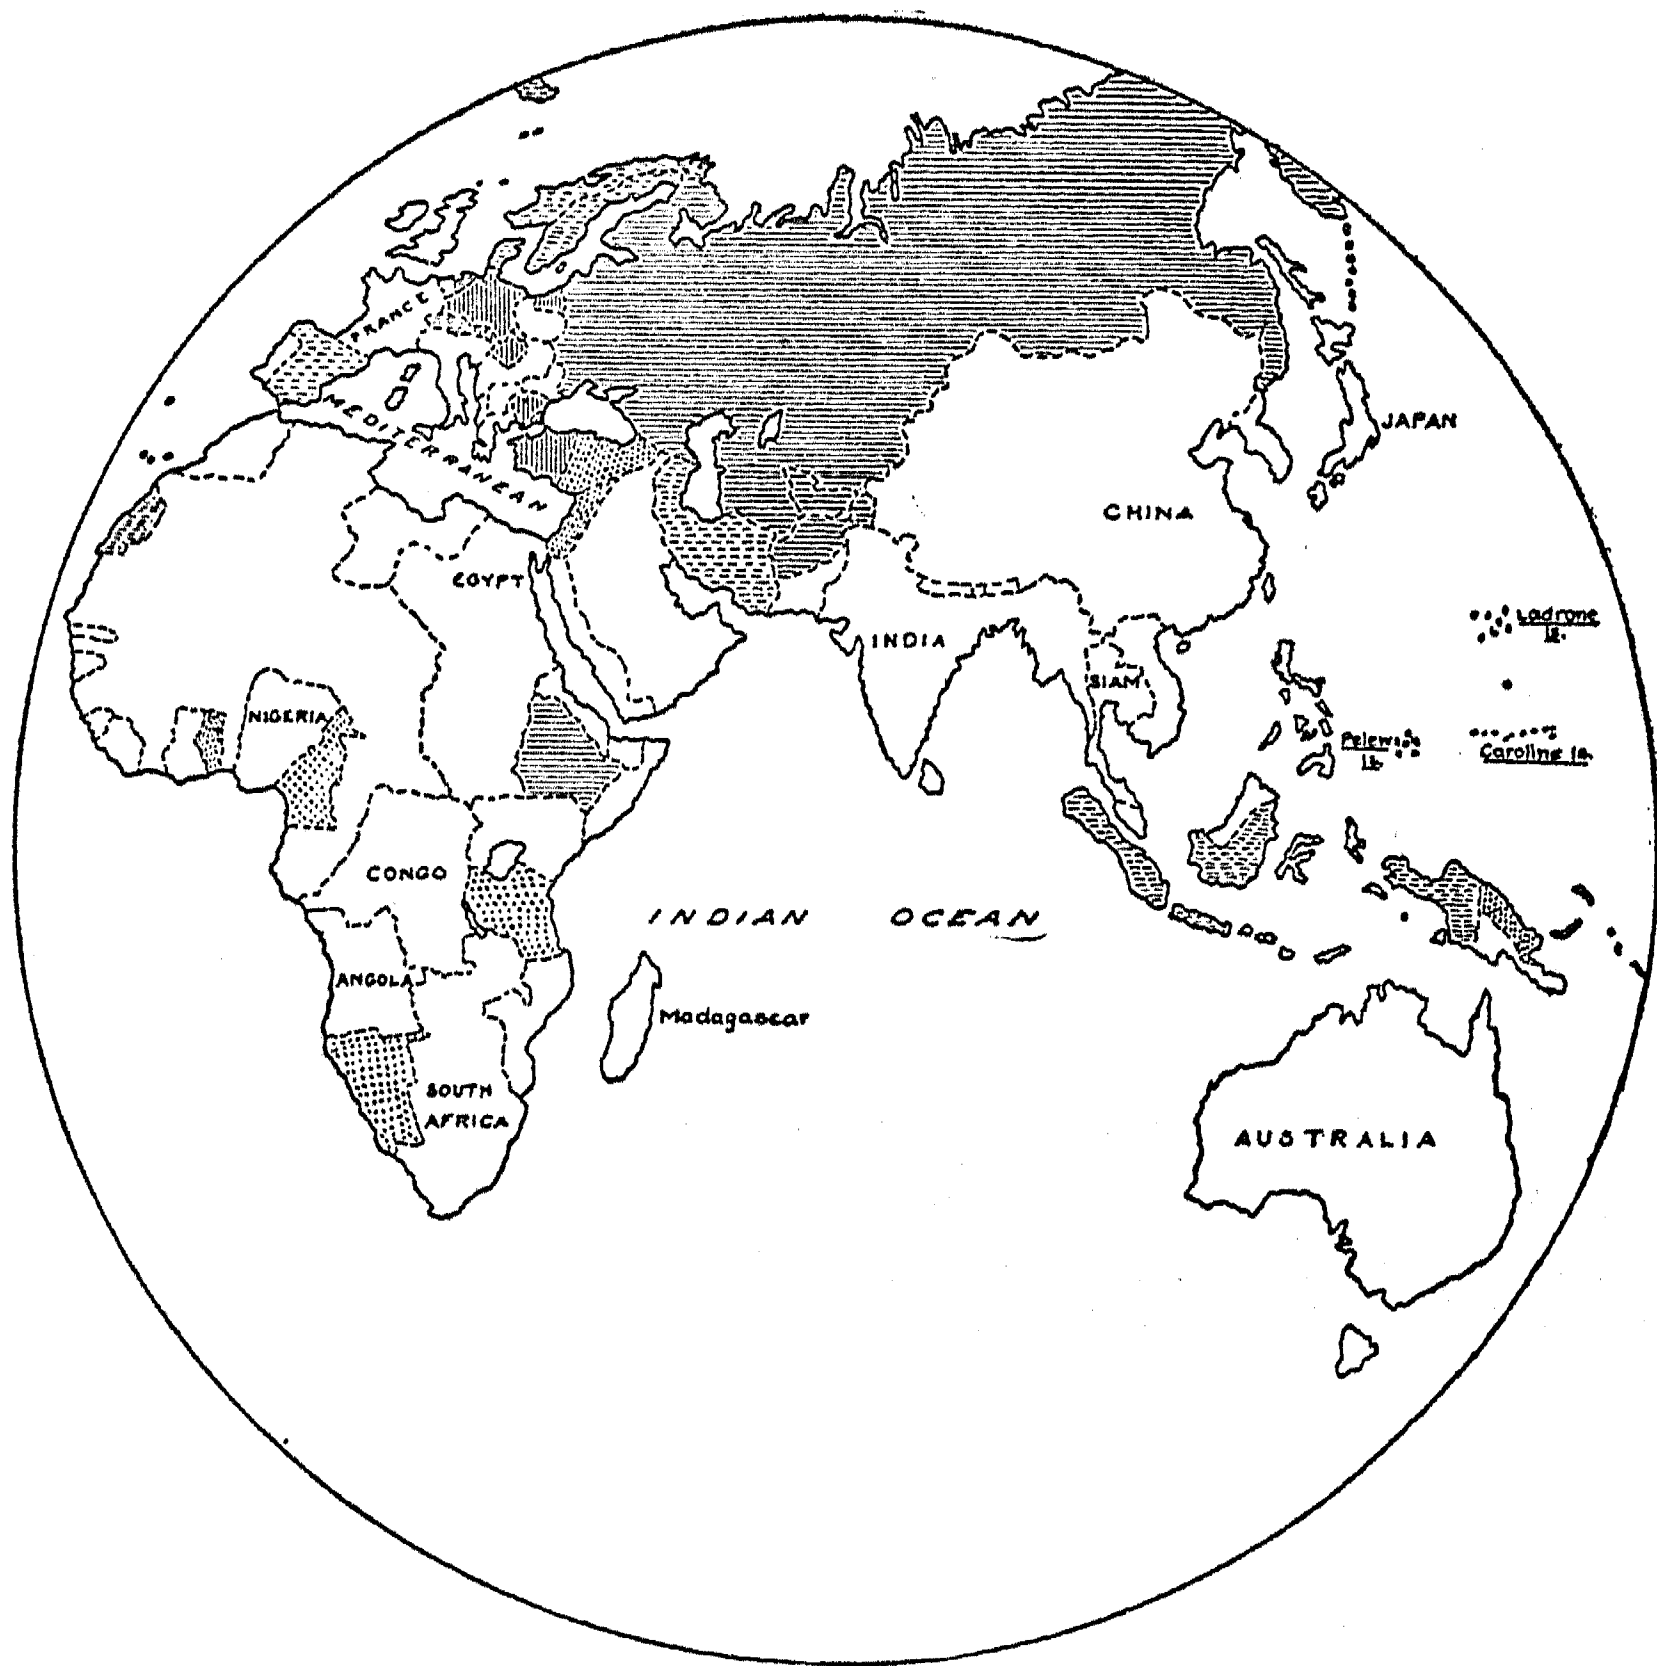 FRANCE
MEDITERRANEAN
JAPAN
CHINA
EGYPT
INDIA
Ladrone
Is.
SIAM
NIGERIA
Pelew
Is.
Caroline Is.
CONGO
INDIAN OCEAN
ANGOLA
Madagascar
SOUTH
AFRICA
AUSTRALIA